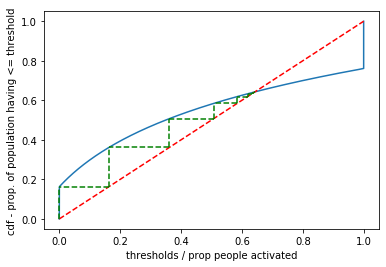 cdf - prop. of population having <= threshold
1.0
0.8
0.6
0.4
0.2
0.0
0.0 0.2 0.4 0.6 0.8 1.0
thresholds / prop people activated